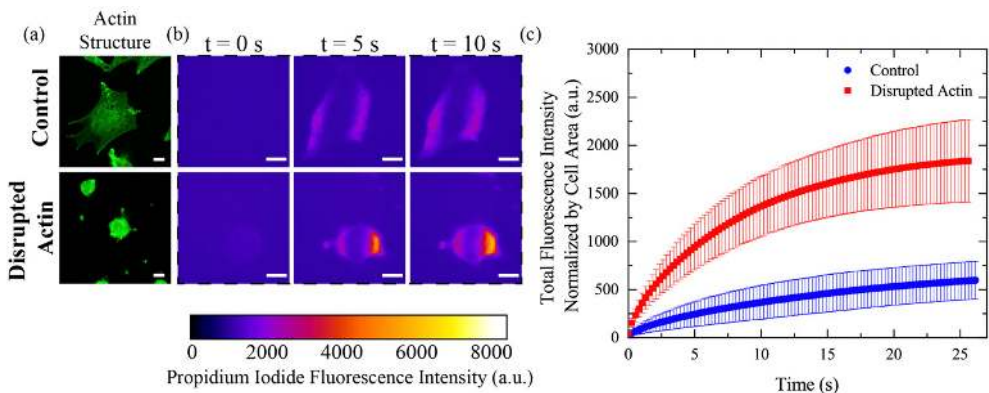 (a)
Actin
Structure
(b)
t = 0 s
t = 5 s
t = 10 s
(c)
Control
Disrupted
Actin
0
2000
4000
6000
8000
Propidium Iodide Fluorescence Intensity (a.u.)
Total Fluorescence Intensity
Normalized by Cell Area (a.u.)
3000
2500
2000
1500
1000
500
0
0
5
10
15
20
25
Time (s)
Control
Disrupted Actin